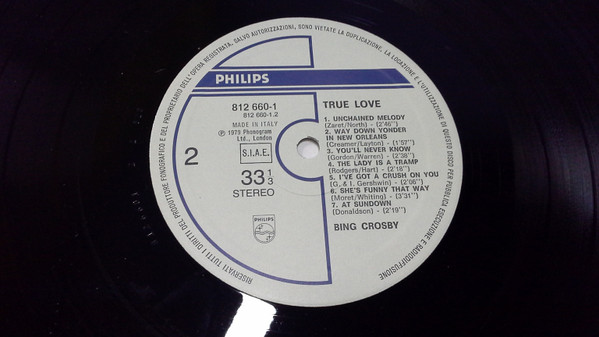 RISERVATI TUTTI I DIRITTI DEL PRODUTTORE FONOGRAFICO E DEL PROPRIETARIO DELL'OPERA REGISTRATA. SALVO AUTORIZZAZIONE, SONO VIETATE LA DUPLICAZIONE, LA LOCAZIONE E L'UTILIZZAZIONE DI QUESTO DISCO PER PUBBLICA ESECUZIONE E RADIODIFFUSIONE
PHILIPS
812 660-1
812 660-1.2
MADE IN ITALY
℗ 1979 Phonogram
Ltd., London
2
S.I.A.E.
33 1/3
STEREO
PHILIPS
TRUE LOVE
1. UNCHAINED MELODY
(Zaret/North) - (2'46")
2. WAY DOWN YONDER
IN NEW ORLEANS
(Creamer/Layton) - (1'57")
3. YOU'LL NEVER KNOW
(Gordon/Warren) - (2'38")
4. THE LADY IS A TRAMP
(Rodgers/Hart) - (2'18")
5. I'VE GOT A CRUSH ON YOU
(G. & I. Gershwin) - (2'06")
6. SHE'S FUNNY THAT WAY
(Moret/Whiting) - (3'31")
7. AT SUNDOWN
(Donaldson) - (2'19")
BING CROSBY